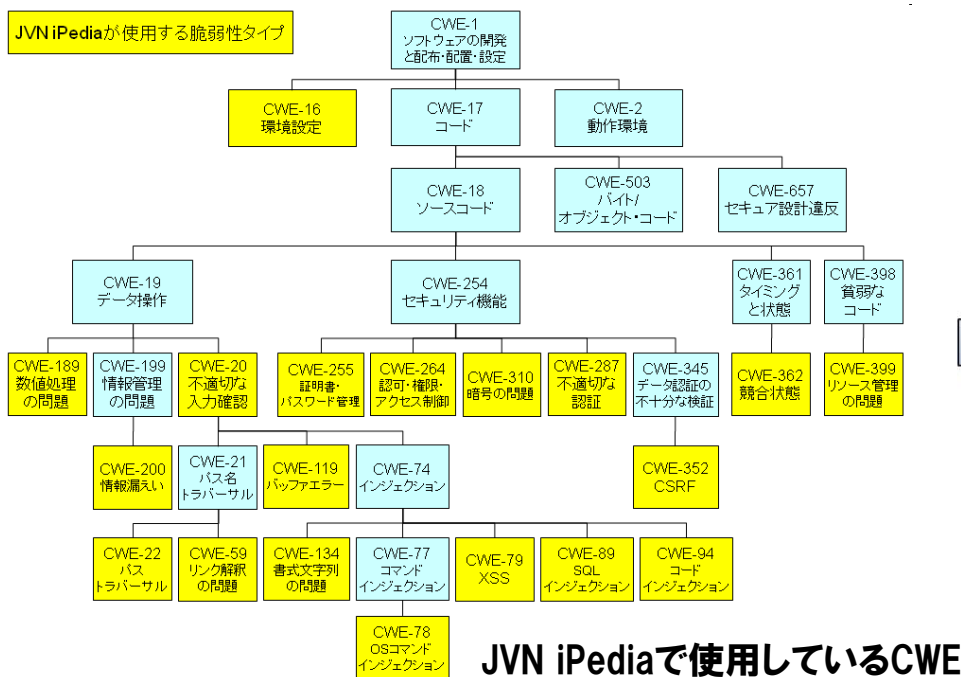 JVN iPediaが使用する脆弱性タイプ
CWE-1
ソフトウェアの開発
と配布・配置・設定
CWE-16
環境設定
CWE-17
コード
CWE-2
動作環境
CWE-18
ソースコード
CWE-503
バイト/
オブジェクト・コード
CWE-657
セキュア設計違反
CWE-19
データ操作
CWE-254
セキュリティ機能
CWE-361
タイミング
と状態
CWE-398
貧弱な
コード
CWE-189
数値処理
の問題
CWE-199
情報管理
の問題
CWE-20
不適切な
入力確認
CWE-255
証明書・
パスワード管理
CWE-264
認可・権限・
アクセス制御
CWE-310
暗号の問題
CWE-287
不適切な
認証
CWE-345
データ認証の
不十分な検証
CWE-362
競合状態
CWE-399
リソース管理
の問題
CWE-200
情報漏えい
CWE-21
パス名
トラバーサル
CWE-119
バッファエラー
CWE-74
インジェクション
CWE-352
CSRF
CWE-22
パス
トラバーサル
CWE-59
リンク解釈
の問題
CWE-134
書式文字列
の問題
CWE-77
コマンド
インジェクション
CWE-79
XSS
CWE-89
SQL
インジェクション
CWE-94
コード
インジェクション
CWE-78
OSコマンド
インジェクション
JVN iPediaで使用しているCWE